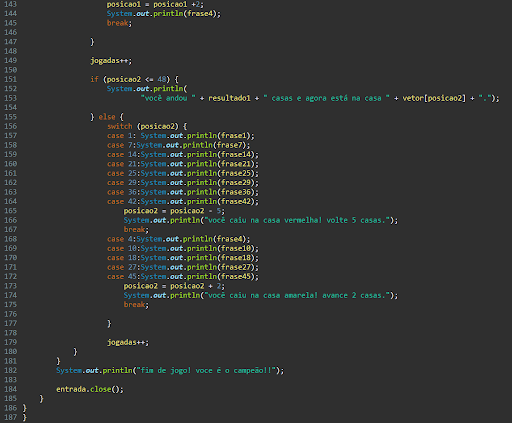 143 posicao1 = posicao1 +2;
144 System.out.println(frase4);
145 break;
146
147 }
148
149 jogadas++;
150
151 if (posicao2 <= 48) {
152 System.out.println(
153 "você andou " + resultado1 + " casas e agora está na casa " + vetor[posicao2] + ".");
154
155 } else {
156 switch (posicao2) {
157 case 1: System.out.println(frase1);
158 case 7:System.out.println(frase7);
159 case 14:System.out.println(frase14);
160 case 21:System.out.println(frase21);
161 case 25:System.out.println(frase25);
162 case 29:System.out.println(frase29);
163 case 36:System.out.println(frase36);
164 case 42:System.out.println(frase42);
165 posicao2 = posicao2 - 5;
166 System.out.println("você caiu na casa vermelha! volte 5 casas.");
167 break;
168 case 4:System.out.println(frase4);
169 case 10:System.out.println(frase10);
170 case 18:System.out.println(frase18);
171 case 27:System.out.println(frase27);
172 case 45:System.out.println(frase45);
173 posicao2 = posicao2 + 2;
174 System.out.println("você caiu na casa amarela! avance 2 casas.");
175 break;
176
177 }
178
179 jogadas++;
180 }
181 }
182 System.out.println("fim de jogo! voce é o campeão!!");
183
184 entrada.close();
185 }
186 }
187 }